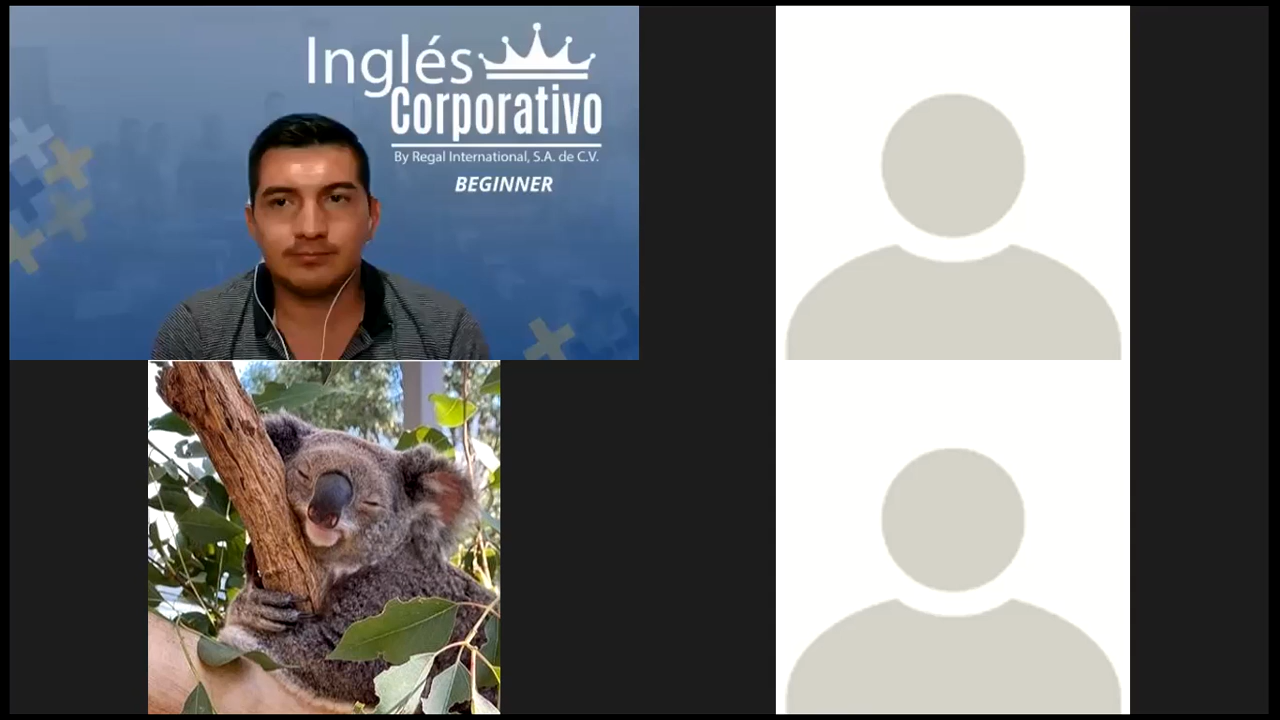 Inglés
Corporativo
By Regal International, S.A. de C.V.
BEGINNER